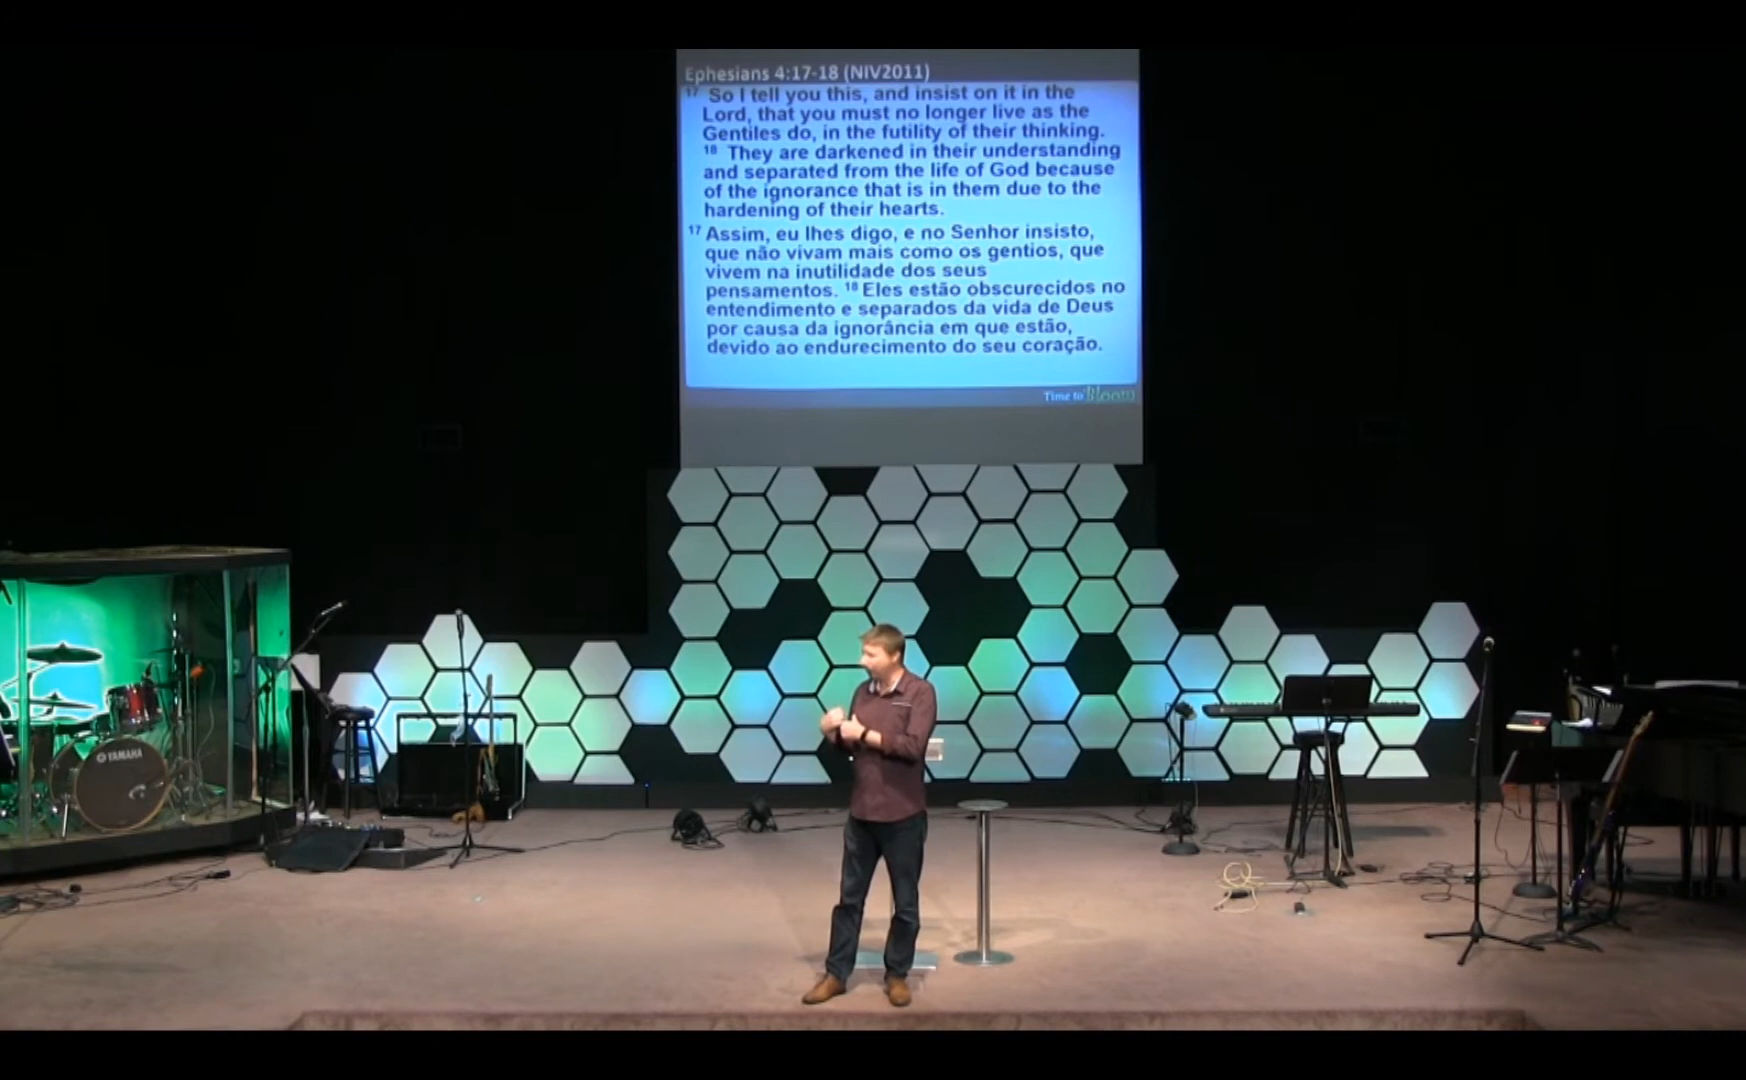 Ephesians 4:17-18 (NIV2011)
17 So I tell you this, and insist on it in the
Lord, that you must no longer live as the
Gentiles do, in the futility of their thinking.
18 They are darkened in their understanding
and separated from the life of God because
of the ignorance that is in them due to the
hardening of their hearts.
17 Assim, eu lhes digo, e no Senhor insisto,
que não vivam mais como os gentios, que
vivem na inutilidade dos seus
pensamentos. 18 Eles estão obscurecidos no
entendimento e separados da vida de Deus
por causa da ignorância em que estão,
devido ao endurecimento do seu coração.
Time to Bloom
YAMAHA